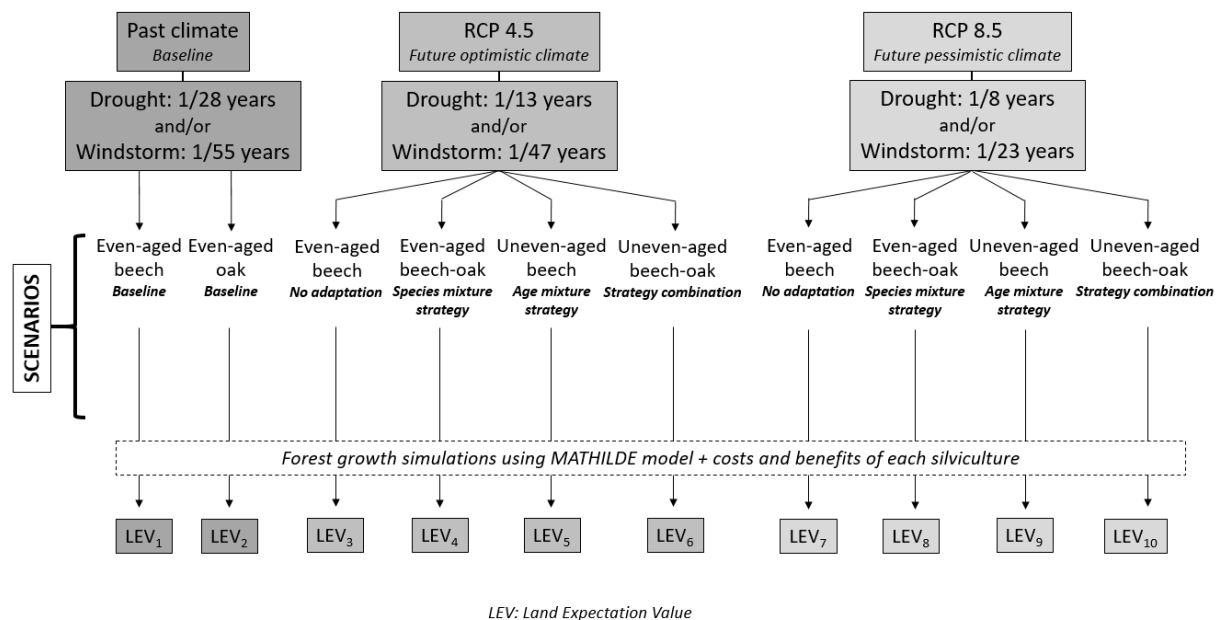 Past climate
Baseline
RCP 4.5
Future optimistic climate
RCP 8.5
Future pessimistic climate
Drought: 1/28 years
and/or
Windstorm: 1/55 years
Drought: 1/13 years
and/or
Windstorm: 1/47 years
Drought: 1/8 years
and/or
Windstorm: 1/23 years
SCENARIOS
Even-aged
beech
Baseline
Even-aged
oak
Baseline
Even-aged
beech
No adaptation
Even-aged
beech-oak
Species mixture
strategy
Uneven-aged
beech
Age mixture
strategy
Uneven-aged
beech-oak
Strategy combination
Even-aged
beech
No adaptation
Even-aged
beech-oak
Species mixture
strategy
Uneven-aged
beech
Age mixture
strategy
Uneven-aged
beech-oak
Strategy combination
Forest growth simulations using MATHILDE model + costs and benefits of each silviculture
LEV₁
LEV₂
LEV₃
LEV₄
LEV₅
LEV₆
LEV₇
LEV₈
LEV₉
LEV₁₀
LEV: Land Expectation Value